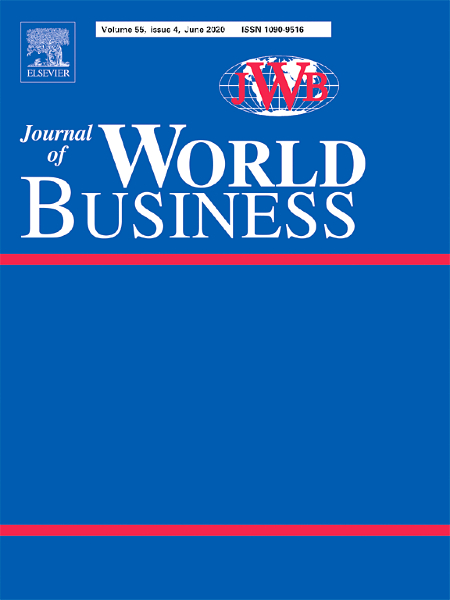 Volume 55, issue 4, June 2020 ISSN 1090-9516
ELSEVIER
JWB
Journal
of
WORLD
BUSINESS